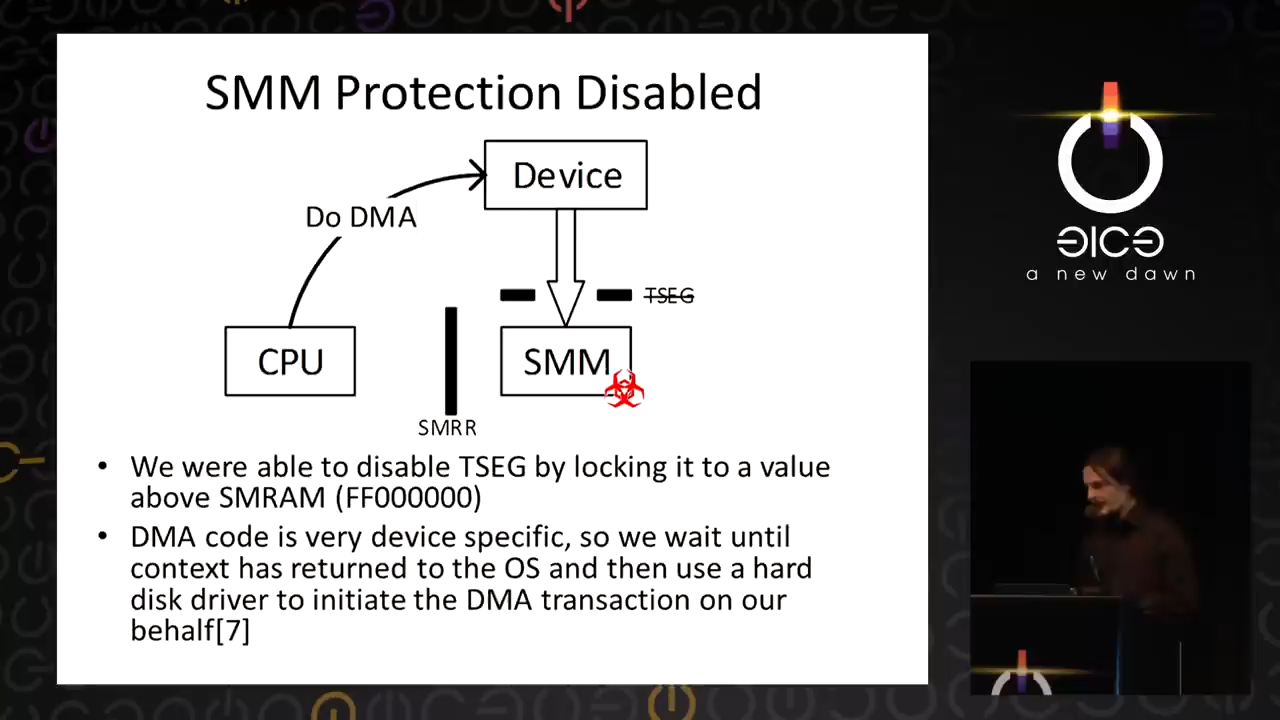 SMM Protection Disabled
Device
Do DMA
TSEG
CPU
SMM
SMRR
• We were able to disable TSEG by locking it to a value
above SMRAM (FF000000)
• DMA code is very device specific, so we wait until
context has returned to the OS and then use a hard
disk driver to initiate the DMA transaction on our
behalf[7]
a new dawn